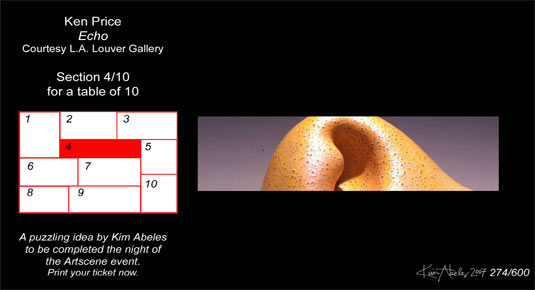 Ken Price
Echo
Courtesy L.A. Louver Gallery
Section 4/10
for a table of 10
1
2
3
4
5
6
7
8
9
10
A puzzling idea by Kim Abeles
to be completed the night of
the Artscene event.
Print your ticket now.
Kim Abeles 2007 274/600